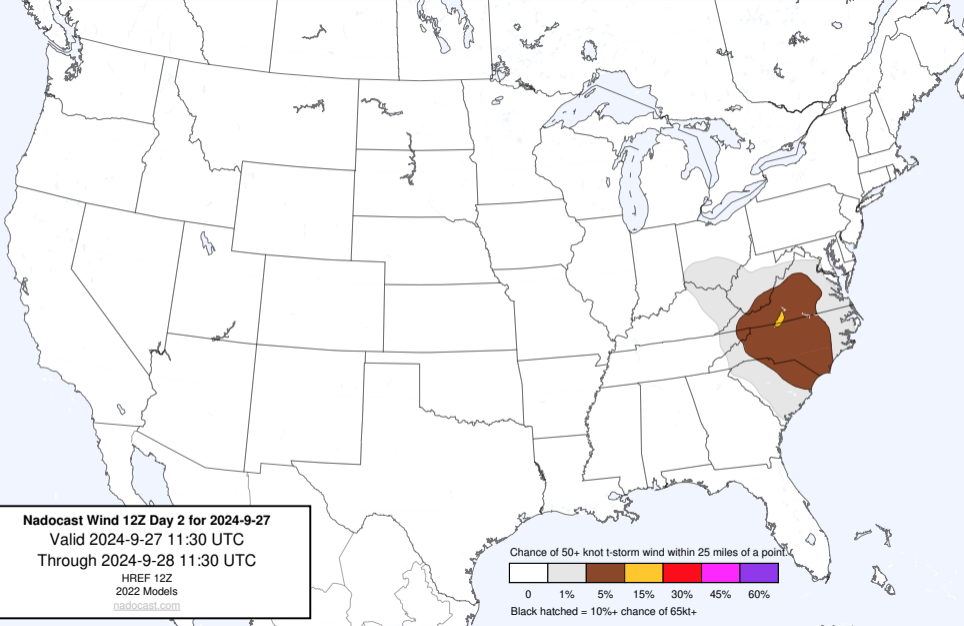 Nadocast Wind 12Z Day 2 for 2024-9-27
Valid 2024-9-27 11:30 UTC
Through 2024-9-28 11:30 UTC
HREF 12Z
2022 Models
nadocast.com
Chance of 50+ knot t-storm wind within 25 miles of a point.
0 1% 5% 15% 30% 45% 60%
Black hatched = 10%+ chance of 65kt+